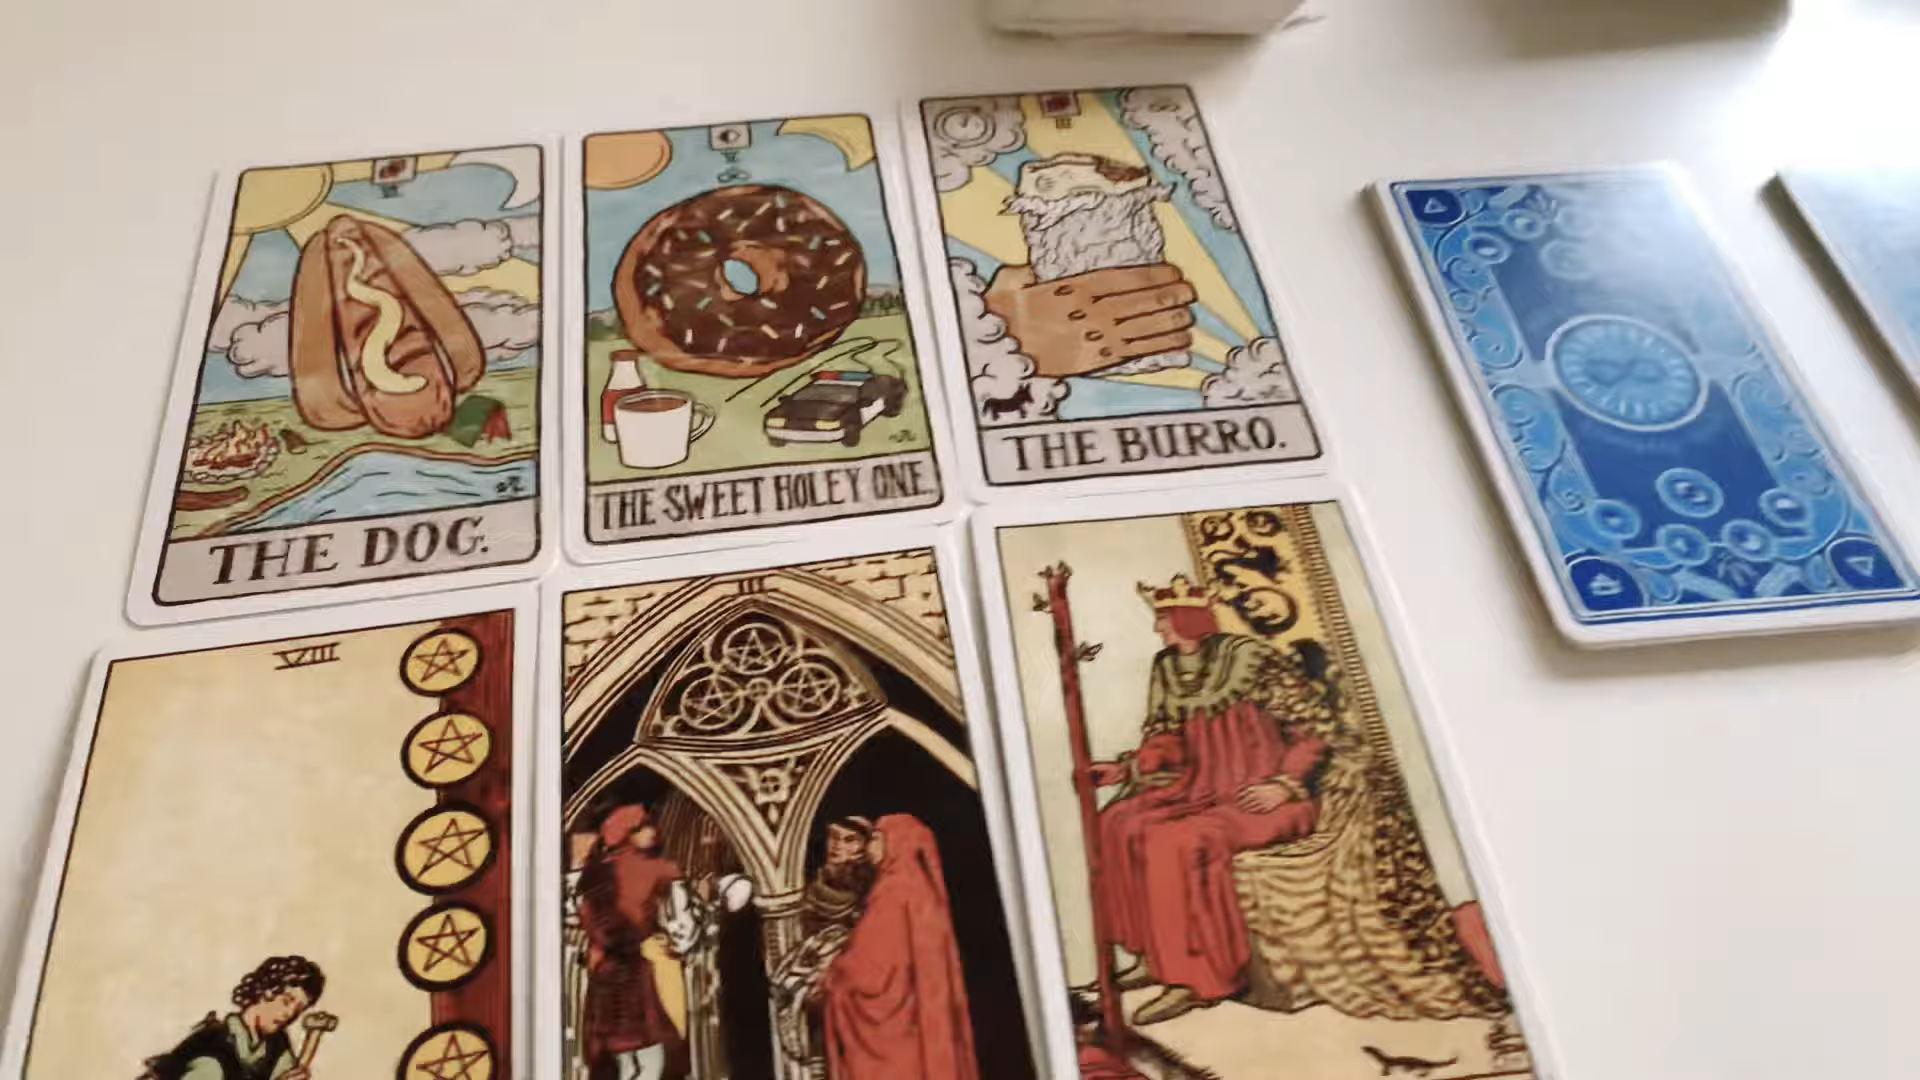 THE DOG.
THE SWEET HOLEY ONE.
THE BURRO.
VIII
III